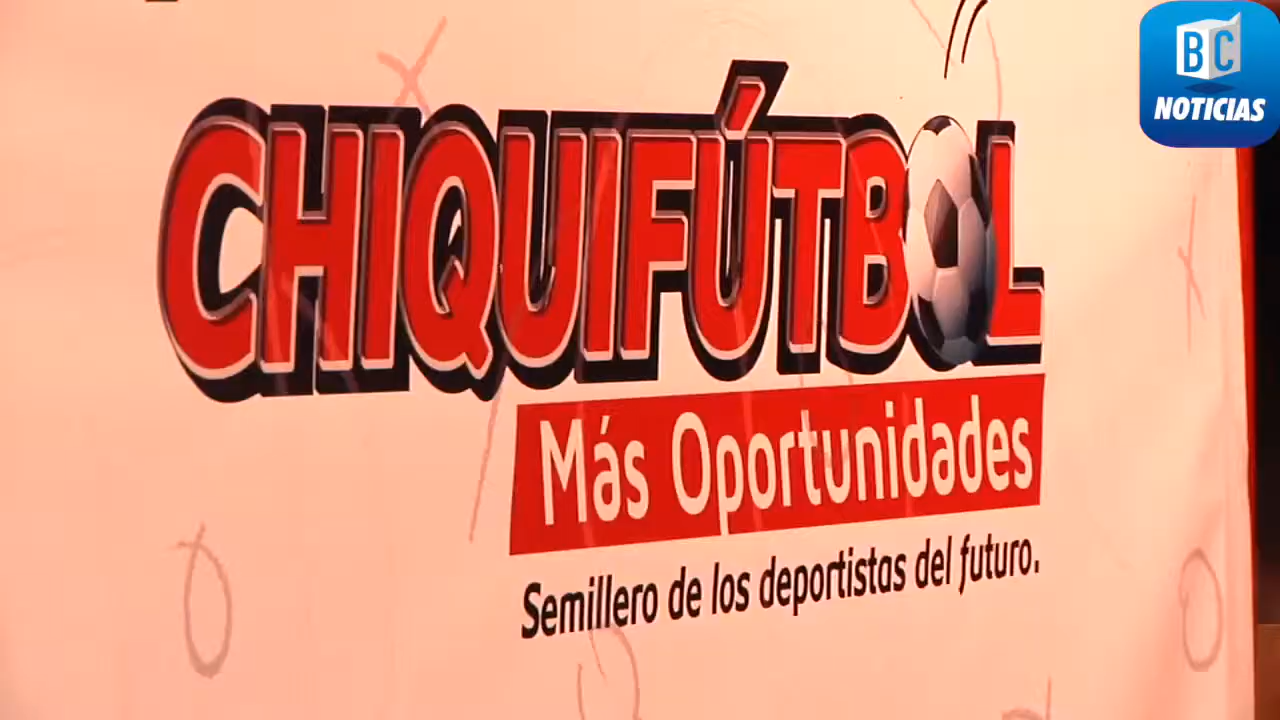 BC
NOTICIAS
CHIQUIFÚTBOL
Más Oportunidades
Semillero de los deportistas del futuro.